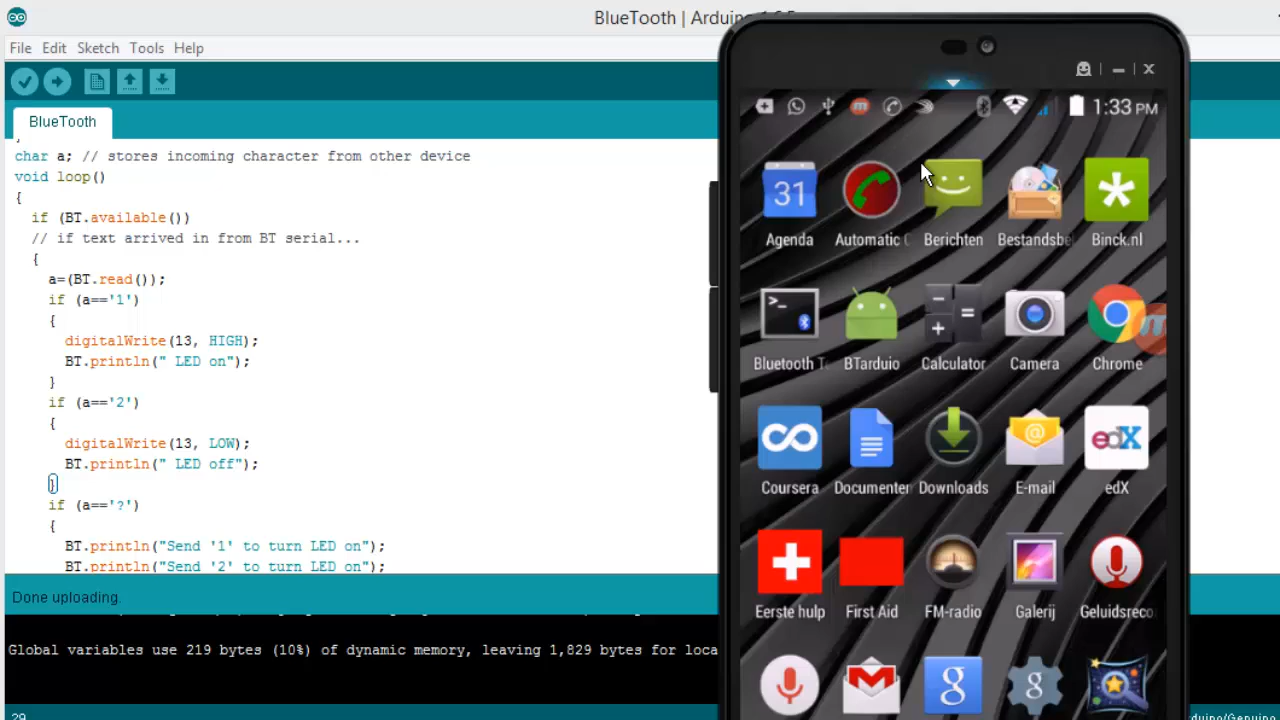 BlueTooth | Arduino
File Edit Sketch Tools Help
BlueTooth
char a; // stores incoming character from other device
void loop()
{
if (BT.available())
// if text arrived in from BT serial...
{
a=(BT.read());
if (a=='1')
{
digitalWrite(13, HIGH);
BT.println(" LED on");
}
if (a=='2')
{
digitalWrite(13, LOW);
BT.println(" LED off");
}
if (a=='?')
{
BT.println("Send '1' to turn LED on");
BT.println("Send '2' to turn LED on");
Done uploading.
Global variables use 219 bytes (10%) of dynamic memory, leaving 1,829 bytes for loca
29
duino/Genuino
1:33 PM
31
Agenda Automatic C Berichten Bestandsbe Binck.nl
Bluetooth T BTarduio Calculator Camera Chrome
edX
Coursera Documenten Downloads E-mail edX
Eerste hulp First Aid FM-radio Galerij Geluidsreco